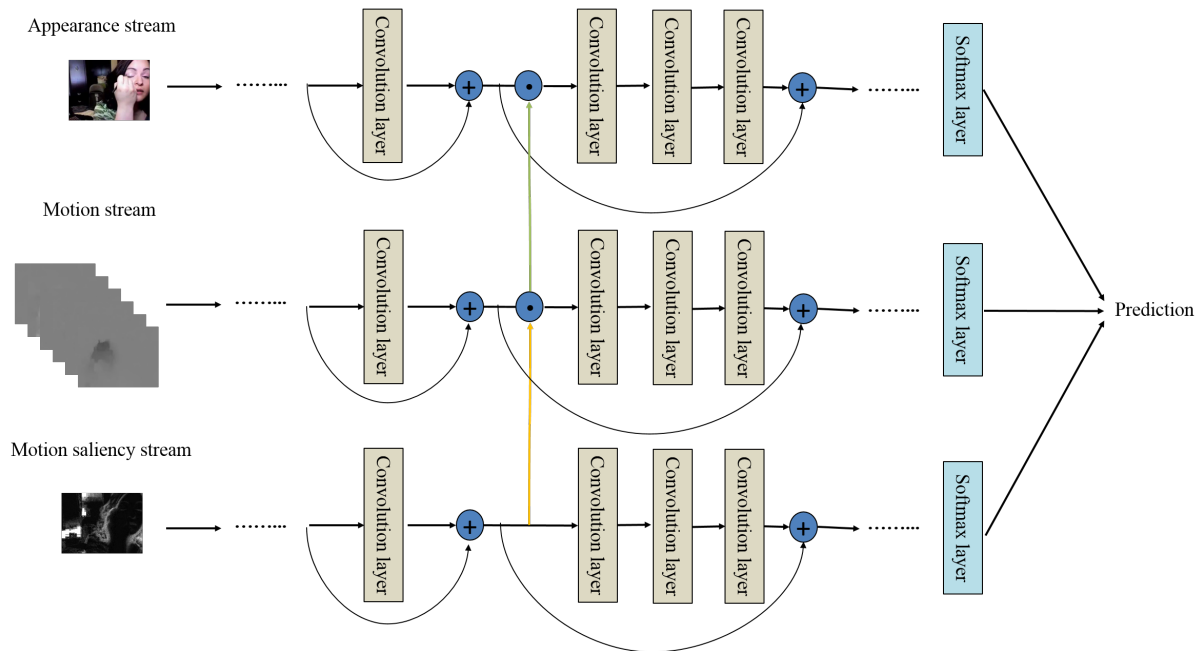 Appearance stream
........
Convolution layer
+
·
Convolution layer
Convolution layer
Convolution layer
+
........
Softmax layer
Motion stream
........
Convolution layer
+
·
Convolution layer
Convolution layer
Convolution layer
+
........
Softmax layer
Prediction
Motion saliency stream
........
Convolution layer
+
Convolution layer
Convolution layer
Convolution layer
+
........
Softmax layer